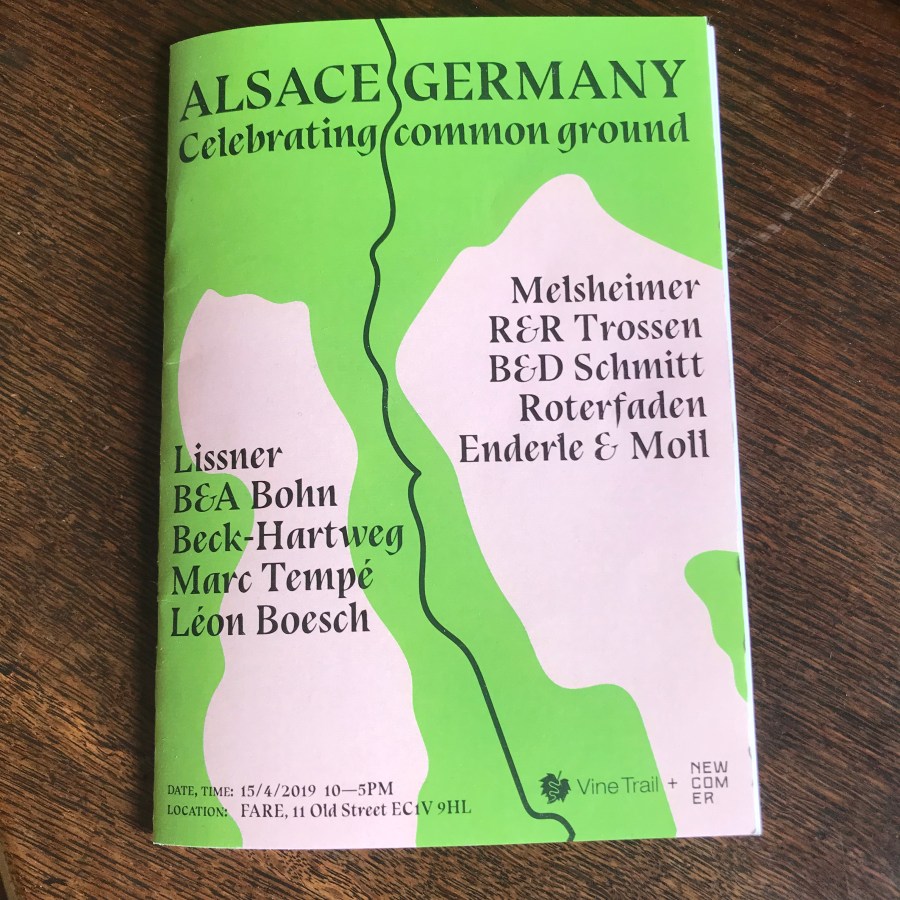 ALSACE GERMANY
Celebrating common ground
Melsheimer
R&R Trossen
B&D Schmitt
Roterfaden
Enderle & Moll
Lissner
B&A Bohn
Beck-Hartweg
Marc Tempé
Léon Boesch
DATE, TIME: 15/4/2019 10—5PM
LOCATION: FARE, 11 Old Street EC1V 9HL
Vine Trail +
NEW
COM
ER